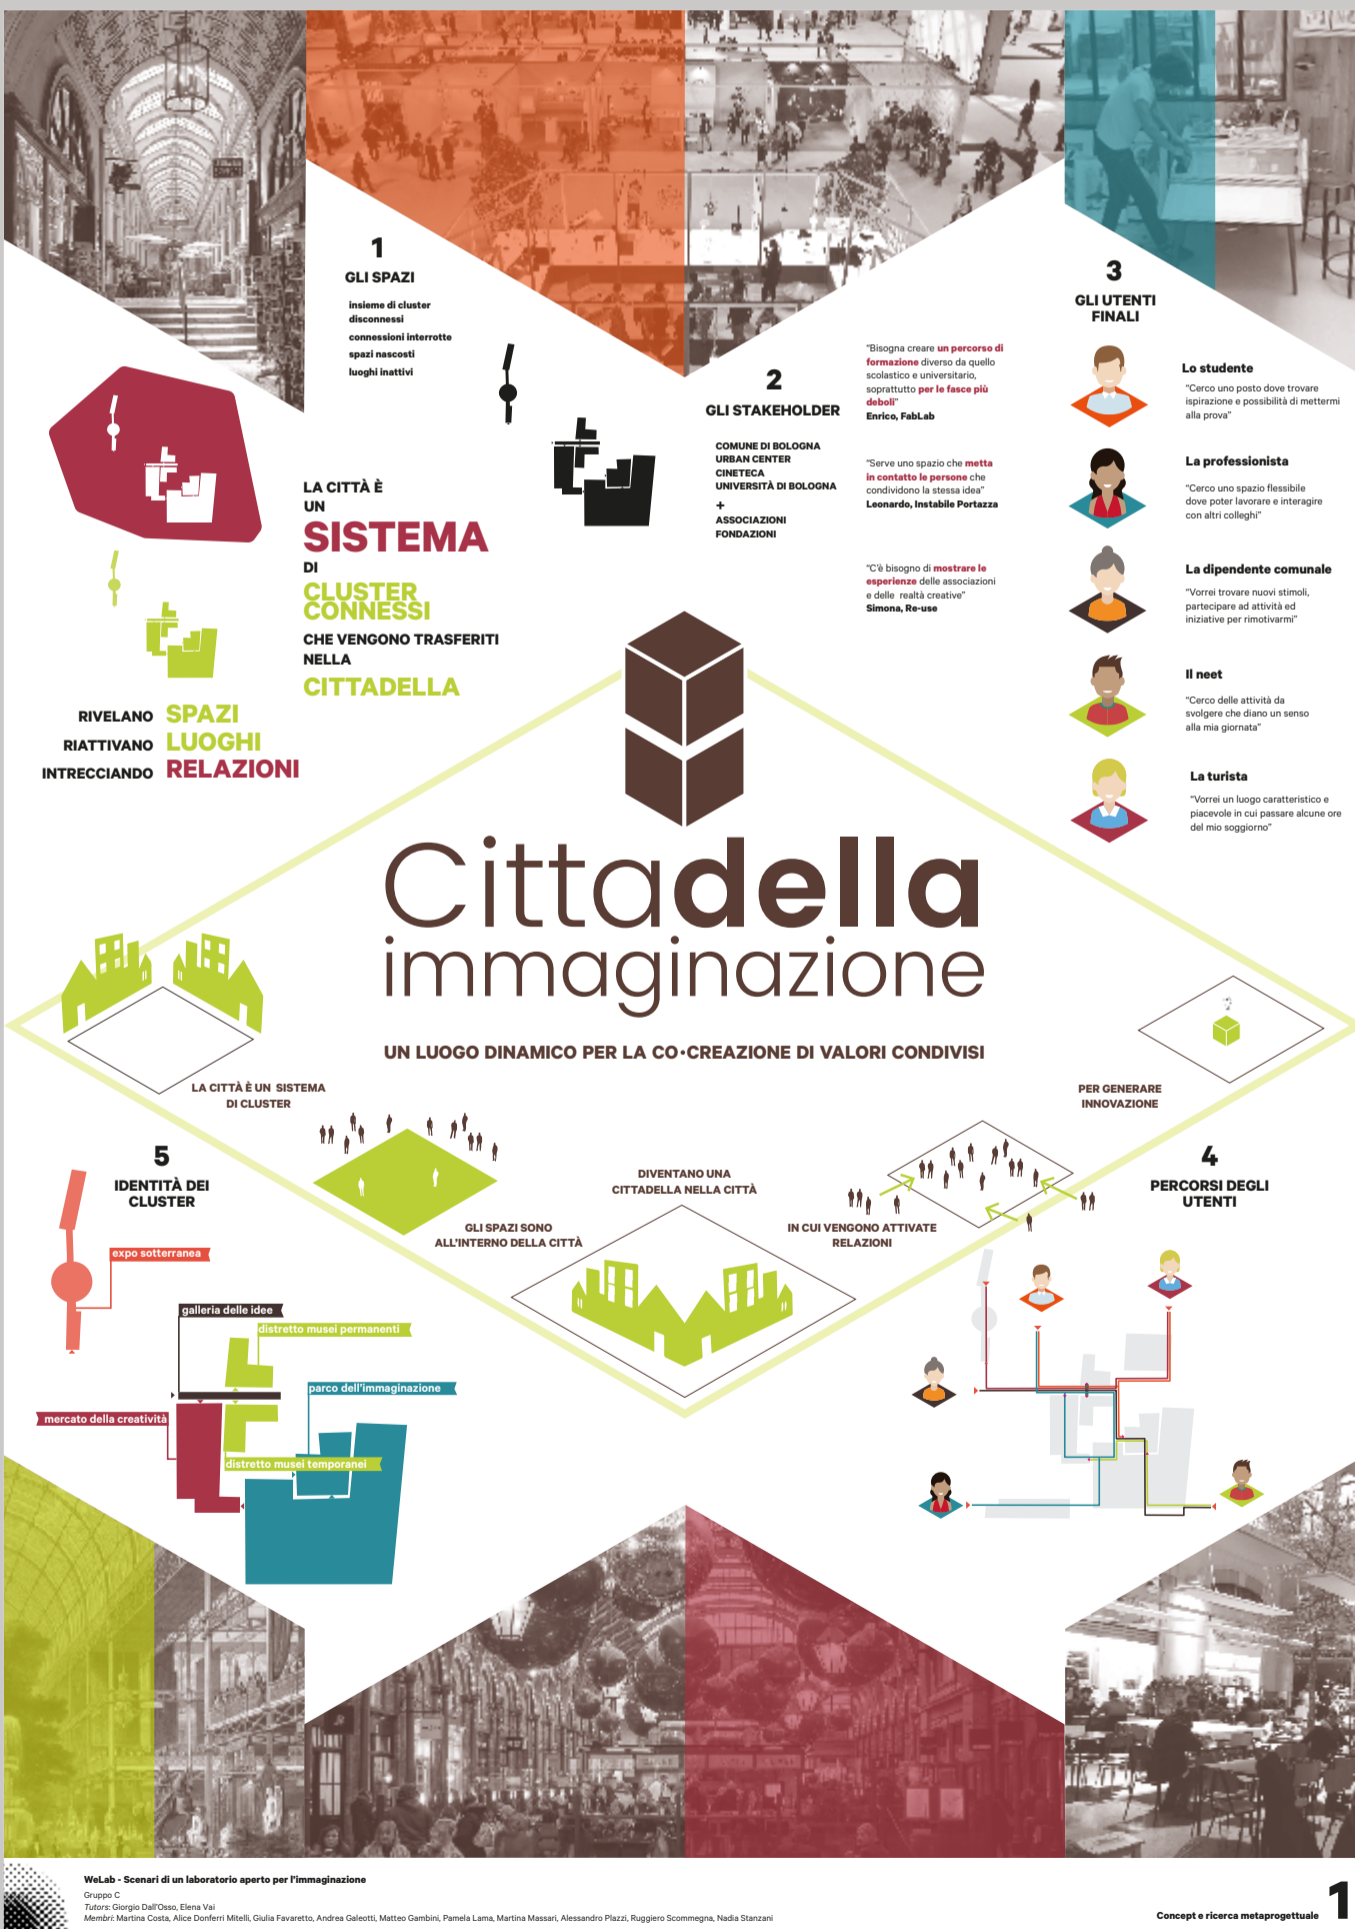 1
GLI SPAZI
insieme di cluster
disconnessi
connessioni interrotte
spazi nascosti
luoghi inattivi
LA CITTÀ È
UN
SISTEMA
DI
CLUSTER
CONNESSI
CHE VENGONO TRASFERITI
NELLA
CITTADELLA
RIVELANO SPAZI
RIATTIVANO LUOGHI
INTRECCIANDO RELAZIONI
2
GLI STAKEHOLDER
COMUNE DI BOLOGNA
URBAN CENTER
CINETECA
UNIVERSITÀ DI BOLOGNA
+
ASSOCIAZIONI
FONDAZIONI
"Bisogna creare un percorso di
formazione diverso da quello
scolastico e universitario,
soprattutto per le fasce più
deboli"
Enrico, FabLab
"Serve uno spazio che metta
in contatto le persone che
condividono la stessa idea"
Leonardo, Instabile Portazza
"C'è bisogno di mostrare le
esperienze delle associazioni
e delle realtà creative"
Simona, Re-use
3
GLI UTENTI
FINALI
Lo studente
"Cerco uno posto dove trovare
ispirazione e possibilità di mettermi
alla prova"
La professionista
"Cerco uno spazio flessibile
dove poter lavorare e interagire
con altri colleghi"
La dipendente comunale
"Vorrei trovare nuovi stimoli,
partecipare ad attività ed
iniziative per rimotivarmi"
Il neet
"Cerco delle attività da
svolgere che diano un senso
alla mia giornata"
La turista
"Vorrei un luogo caratteristico e
piacevole in cui passare alcune ore
del mio soggiorno"
Cittadella
immaginazione
UN LUOGO DINAMICO PER LA CO•CREAZIONE DI VALORI CONDIVISI
LA CITTÀ È UN SISTEMA
DI CLUSTER
GLI SPAZI SONO
ALL'INTERNO DELLA CITTÀ
DIVENTANO UNA
CITTADELLA NELLA CITTÀ
IN CUI VENGONO ATTIVATE
RELAZIONI
PER GENERARE
INNOVAZIONE
4
PERCORSI DEGLI
UTENTI
5
IDENTITÀ DEI
CLUSTER
expo sotterranea
galleria delle idee
distretto musei permanenti
parco dell'immaginazione
mercato della creatività
distretto musei temporanei
WeLab - Scenari di un laboratorio aperto per l'immaginazione
Gruppo C
Tutors: Giorgio Dall'Osso, Elena Vai
Membri: Martina Costa, Alice Donferri Mitelli, Giulia Favaretto, Andrea Galeotti, Matteo Gambini, Pamela Lama, Martina Massari, Alessandro Plazzi, Ruggiero Scommegna, Nadia Stanzani
Concept e ricerca metaprogettuale 1